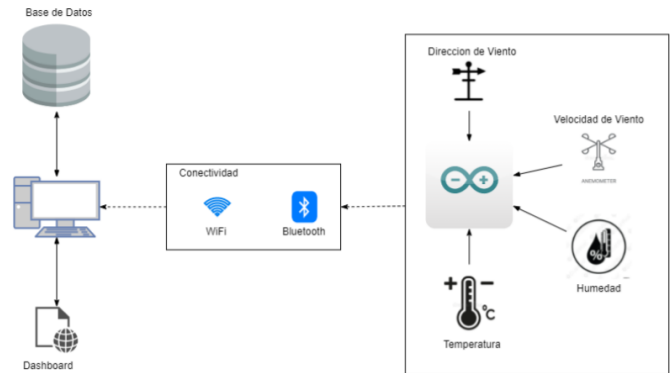 Base de Datos
Direccion de Viento
Velocidad de Viento
ANEMOMETER
Conectividad
WiFi
Bluetooth
%
Humedad
°C
Temperatura
Dashboard